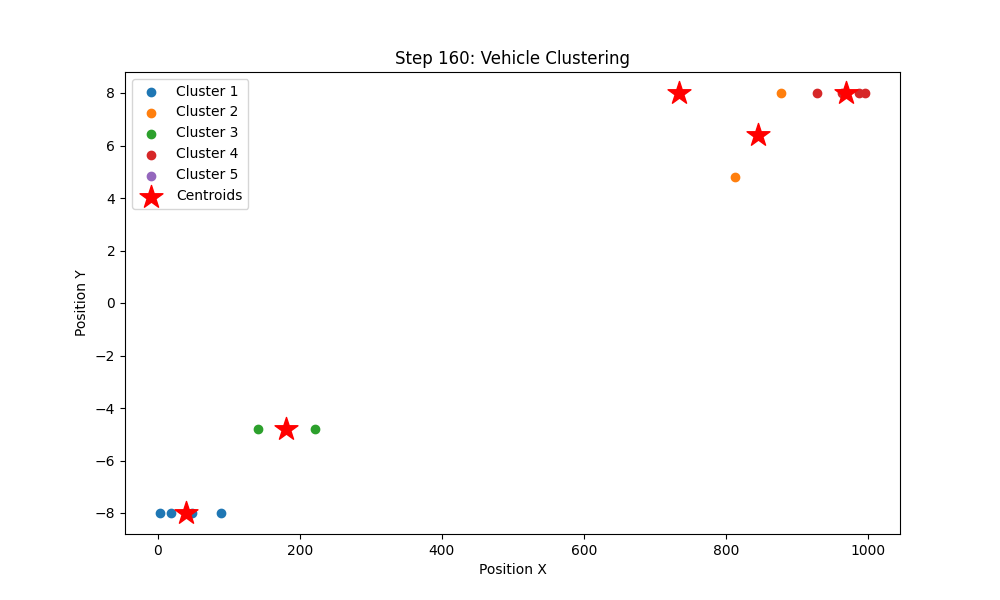 Step 160: Vehicle Clustering
Cluster 1
Cluster 2
Cluster 3
Cluster 4
Cluster 5
Centroids
8
6
4
2
0
−2
−4
−6
−8
Position Y
0 200 400 600 800 1000
Position X